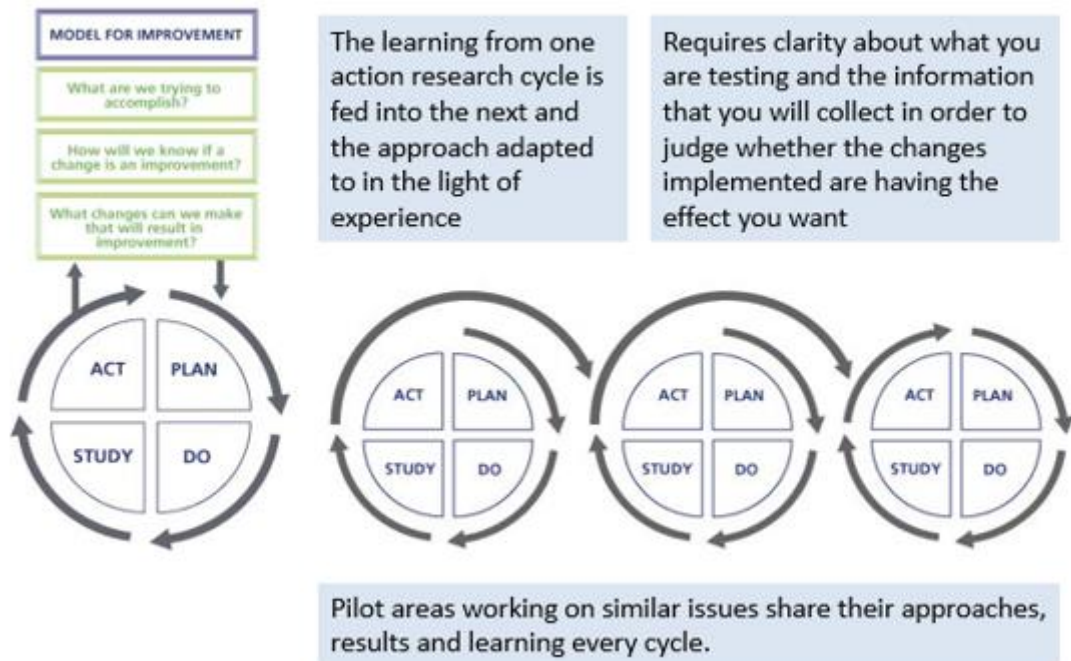 MODEL FOR IMPROVEMENT
What are we trying to
accomplish?
How will we know if a
change is an improvement?
What changes can we make
that will result in
improvement?
The learning from one
action research cycle is
fed into the next and
the approach adapted
to in the light of
experience
Requires clarity about what you
are testing and the information
that you will collect in order to
judge whether the changes
implemented are having the
effect you want
ACT
PLAN
STUDY
DO
ACT
PLAN
STUDY
DO
ACT
PLAN
STUDY
DO
ACT
PLAN
STUDY
DO
Pilot areas working on similar issues share their approaches,
results and learning every cycle.